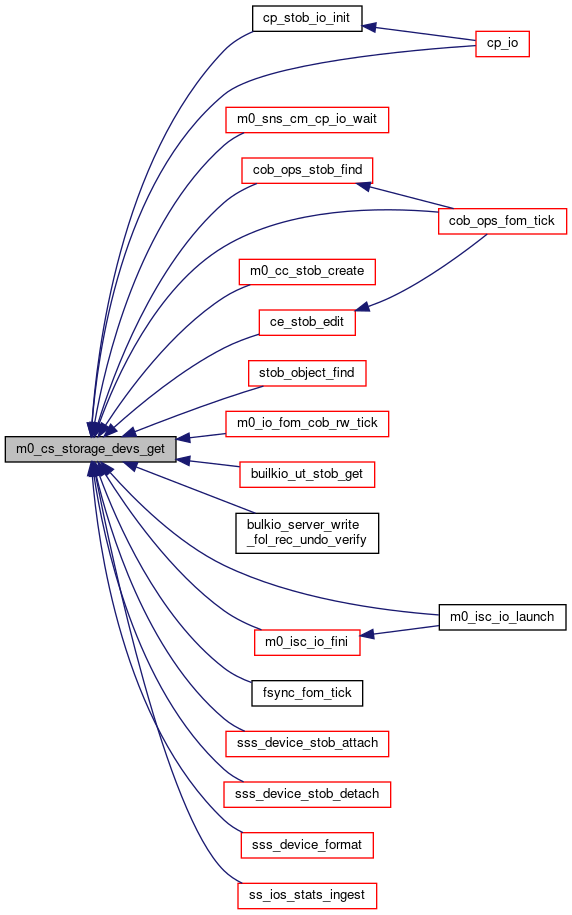 cp_stob_io_init
cp_io
m0_sns_cm_cp_io_wait
cob_ops_stob_find
cob_ops_fom_tick
m0_cc_stob_create
ce_stob_edit
stob_object_find
m0_io_fom_cob_rw_tick
m0_cs_storage_devs_get
builkio_ut_stob_get
bulkio_server_write
_fol_rec_undo_verify
m0_isc_io_launch
m0_isc_io_fini
fsync_fom_tick
sss_device_stob_attach
sss_device_stob_detach
sss_device_format
ss_ios_stats_ingest